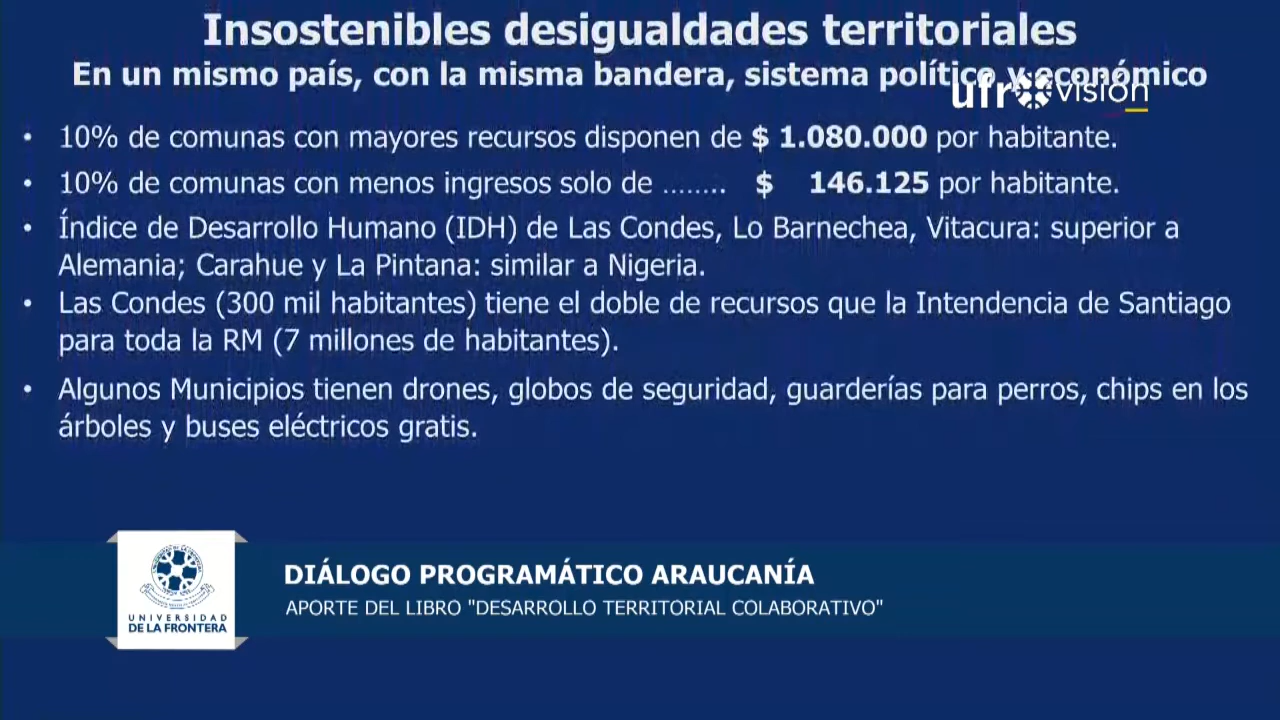 Insostenibles desigualdades territoriales
En un mismo país, con la misma bandera, sistema político y económico
ufro visión
• 10% de comunas con mayores recursos disponen de $ 1.080.000 por habitante.
• 10% de comunas con menos ingresos solo de ........ $ 146.125 por habitante.
• Índice de Desarrollo Humano (IDH) de Las Condes, Lo Barnechea, Vitacura: superior a
Alemania; Carahue y La Pintana: similar a Nigeria.
• Las Condes (300 mil habitantes) tiene el doble de recursos que la Intendencia de Santiago
para toda la RM (7 millones de habitantes).
• Algunos Municipios tienen drones, globos de seguridad, guarderías para perros, chips en los
árboles y buses eléctricos gratis.
DIÁLOGO PROGRAMÁTICO ARAUCANÍA
APORTE DEL LIBRO "DESARROLLO TERRITORIAL COLABORATIVO"
UNIVERSIDAD
DE LA FRONTERA